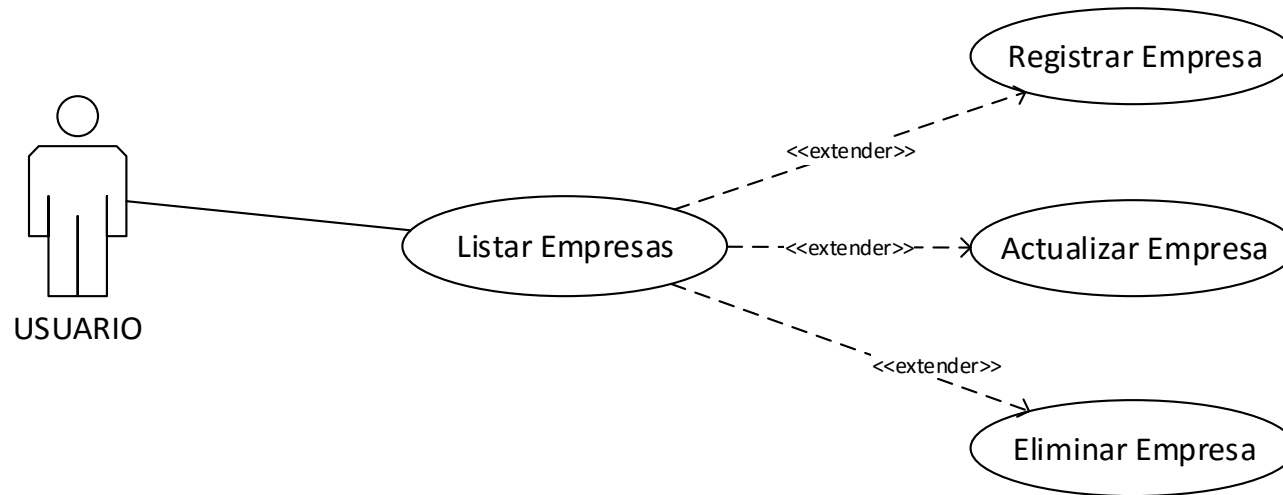 Registrar Empresa
<<extender>>
Listar Empresas
<<extender>>
Actualizar Empresa
USUARIO
<<extender>>
Eliminar Empresa